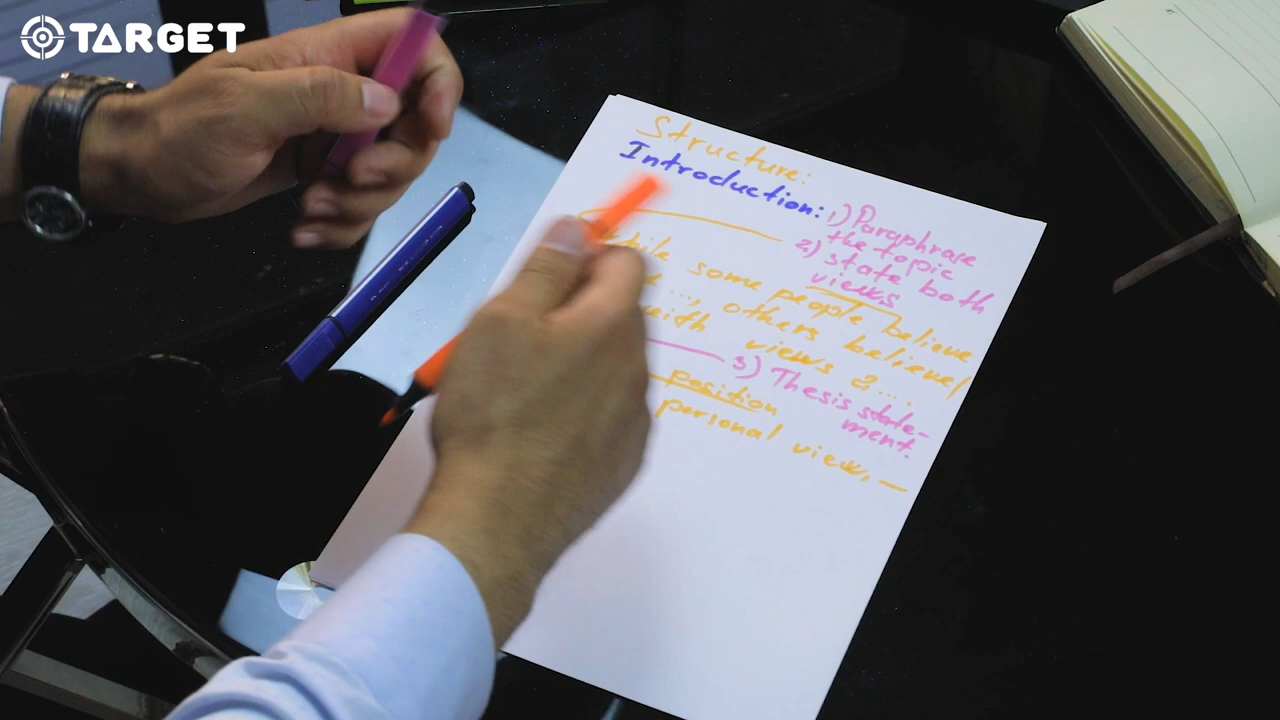 TARGET
Structure:
Introduction: 1) Paraphrase
the topic
2) state both
views
some people believe
..., others believe
with views & ...
3) Thesis state-
ment.
position
personal view, —